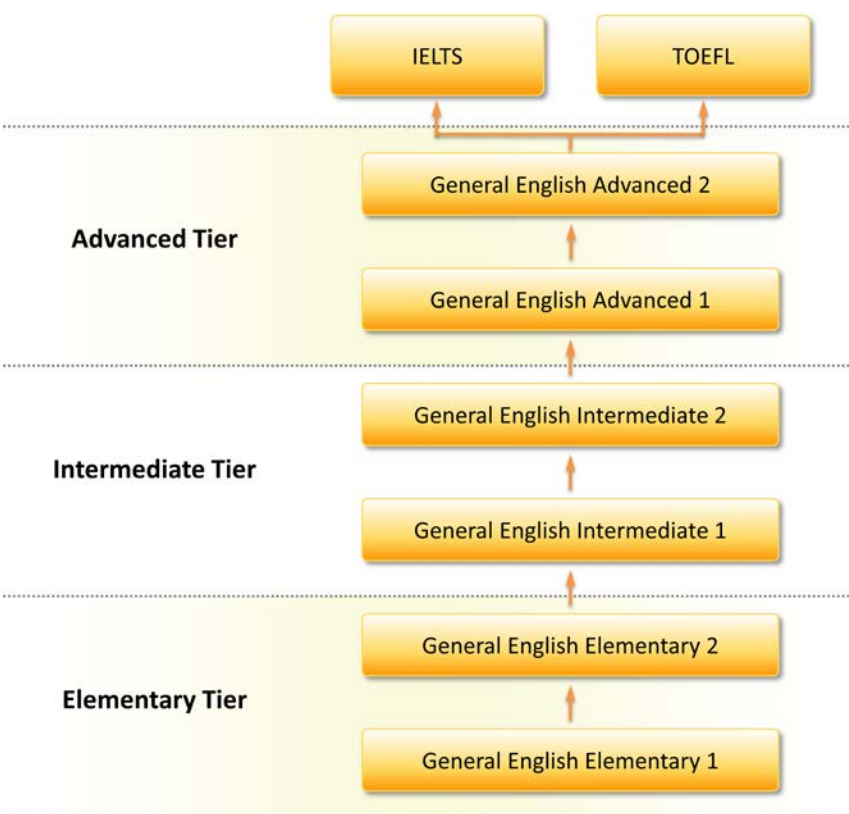 IELTS
TOEFL
General English Advanced 2
Advanced Tier
General English Advanced 1
General English Intermediate 2
Intermediate Tier
General English Intermediate 1
General English Elementary 2
Elementary Tier
General English Elementary 1